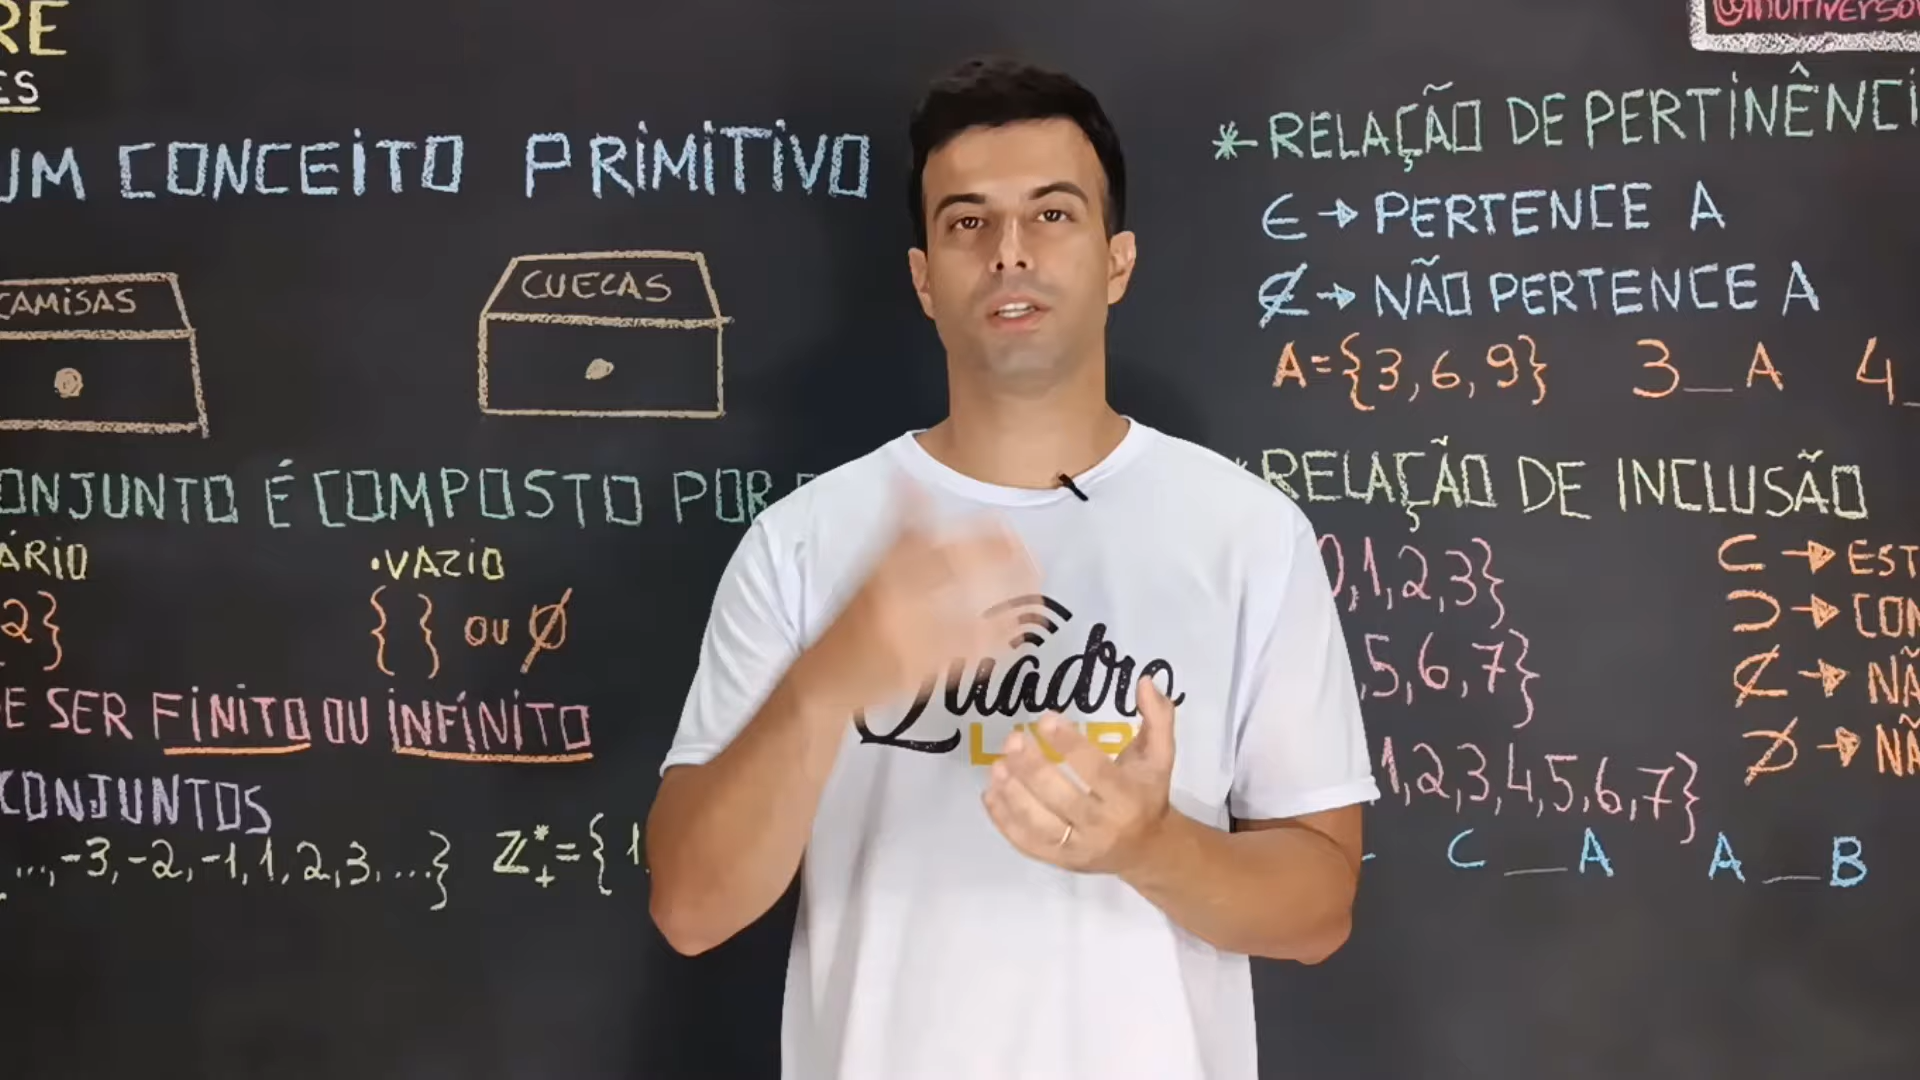 RE
ES
UM CONCEITO PRIMITIVO
CAMISAS
CUECAS
CONJUNTO É COMPOSTO POR
ÁRIO
•VAZIO
2}
{ } OU ∅
E SER FINITO OU INFINITO
CONJUNTOS
...,-3,-2,-1,1,2,3,...}
ℤ*₊={1
Quadro
LIVR
@multiverso
*RELAÇÃO DE PERTINÊNCI
∈ → PERTENCE A
∉ → NÃO PERTENCE A
A={3,6,9} 3_A 4_
*RELAÇÃO DE INCLUSÃO
0,1,2,3}
,5,6,7}
1,2,3,4,5,6,7}
⊂ → EST
⊃ → CON
⊄ → NÃ
⊅ → NÃ
C _ A A _ B